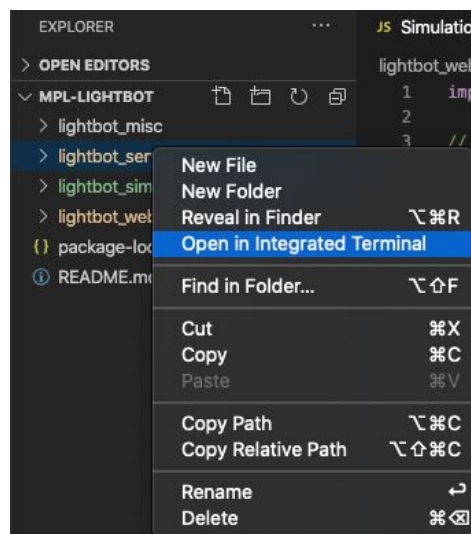 EXPLORER
JS Simulatio
OPEN EDITORS
lightbot_wel
MPL-LIGHTBOT
1 imp
lightbot_misc
2
3 //
lightbot_ser
lightbot_sim
lightbot_wet
{} package-loc
README.md
New File
New Folder
Reveal in Finder ⌥⌘R
Open in Integrated Terminal
Find in Folder... ⌥⇧F
Cut ⌘X
Copy ⌘C
Paste ⌘V
Copy Path ⌥⌘C
Copy Relative Path ⌥⇧⌘C
Rename ↩
Delete ⌘⌫